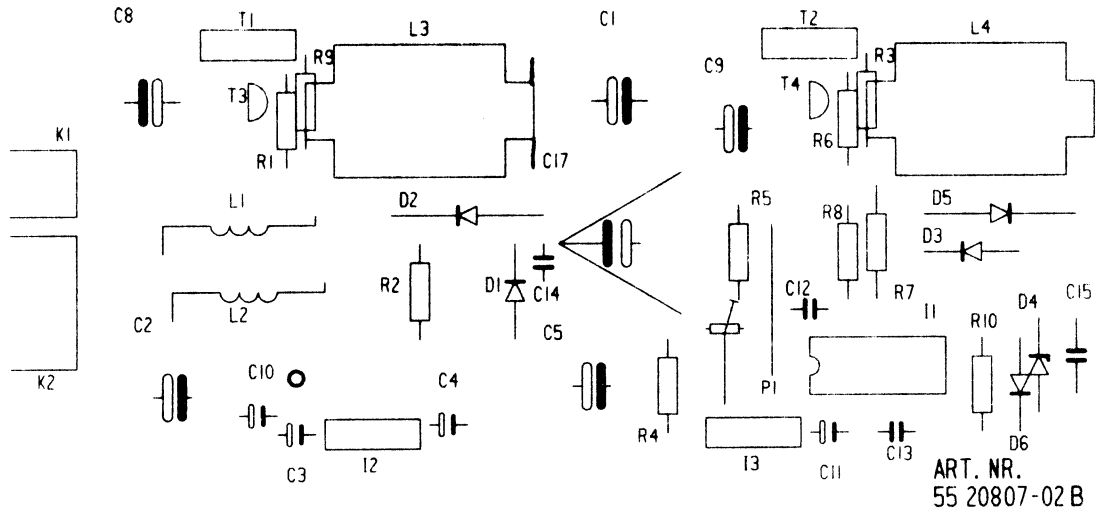 C8
T1
L3
C1
T2
L4
R9
C9
R3
T3
T4
K1
R1
C17
R6
L1
D2
R5
R8
D5
D3
R2
D1
C14
C12
R7
I1
D4
C15
C2
L2
C5
R10
K2
C10
C4
P1
R4
D6
C3
I2
I3
C11
C13
ART. NR.
55 20807-02 B